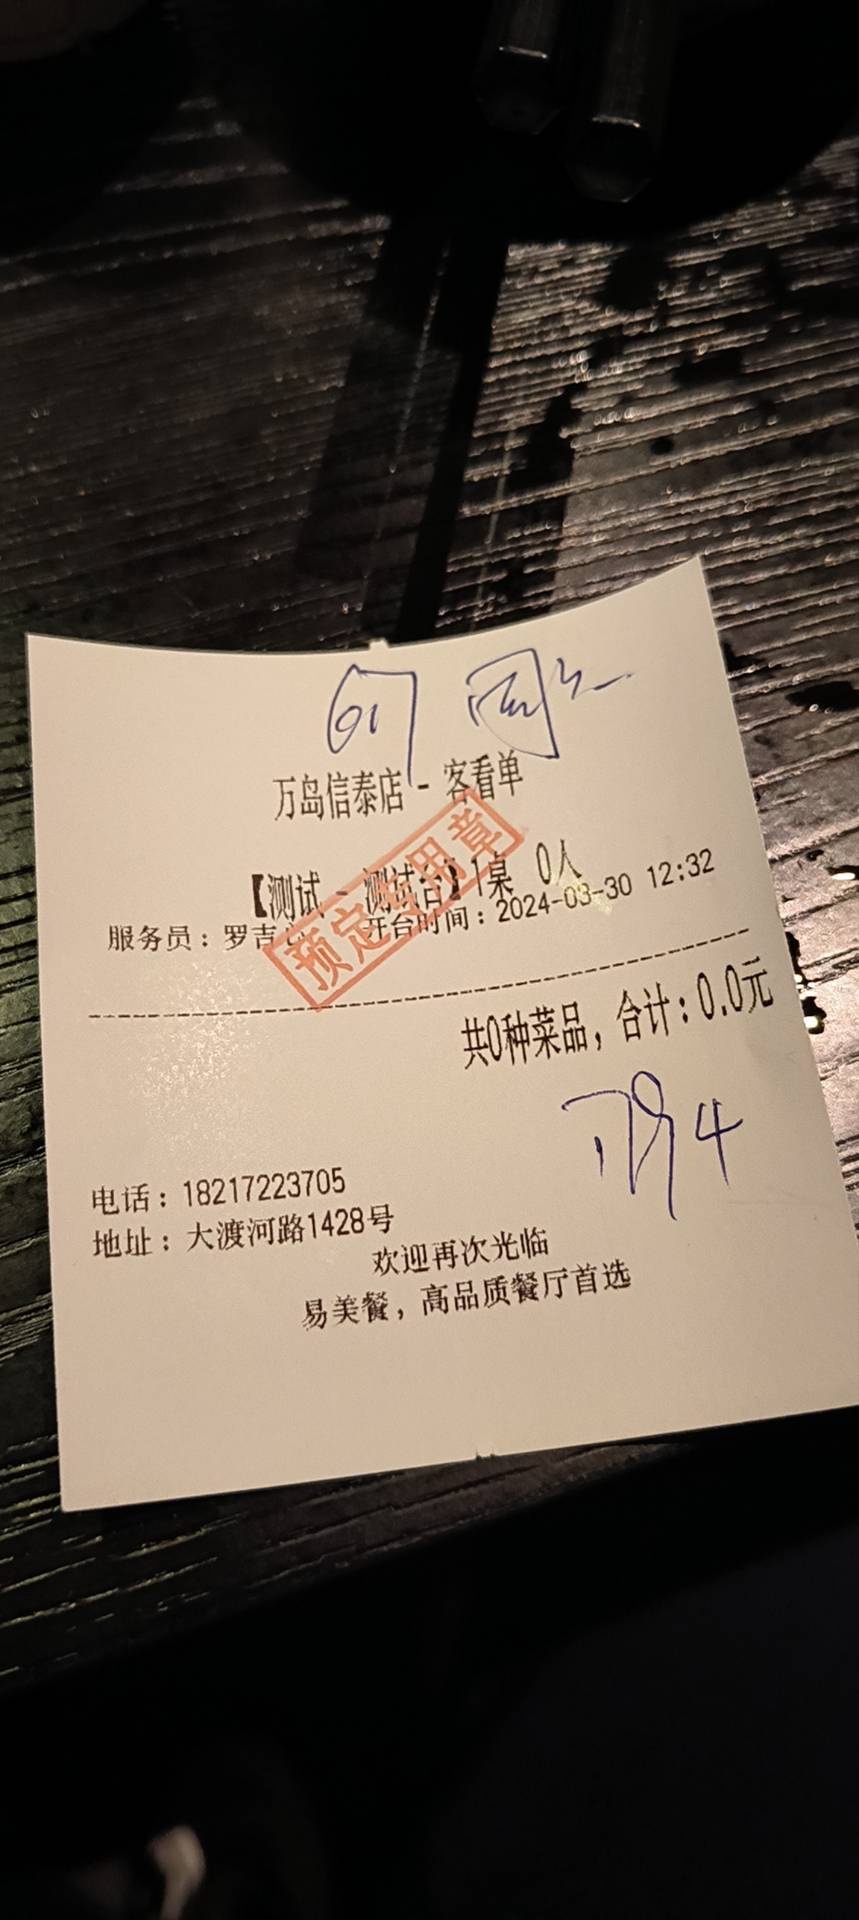 万岛信泰店 - 客看单
【测试 - 测试台】1桌 0人
服务员：罗吉 开台时间：2024-03-30 12:32
预定专用章
共0种菜品，合计：0.0元
电话：18217223705
地址：大渡河路1428号
欢迎再次光临
易美餐，高品质餐厅首选